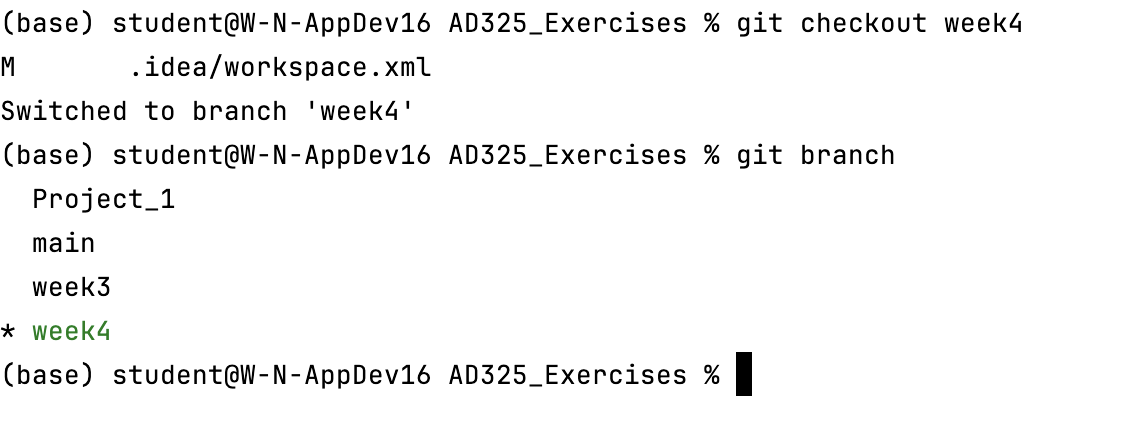 (base) student@W-N-AppDev16 AD325_Exercises % git checkout week4
M       .idea/workspace.xml
Switched to branch 'week4'
(base) student@W-N-AppDev16 AD325_Exercises % git branch
  Project_1
  main
  week3
* week4
(base) student@W-N-AppDev16 AD325_Exercises %